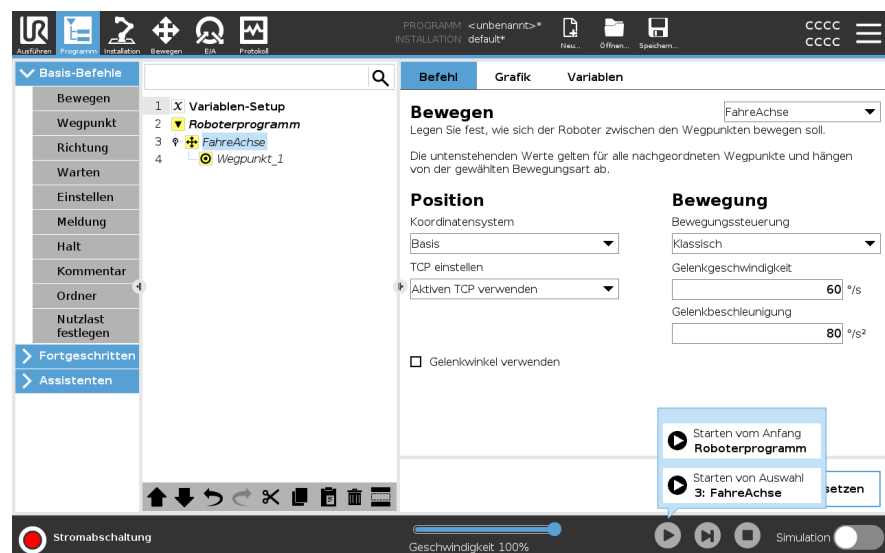 PROGRAMM <unbenannt>*
INSTALLATION default*
Ausführen Programm Installation Bewegen E/A Protokoll
Neu... Öffnen... Speichern...
CCCC
CCCC
Basis-Befehle
Bewegen
Wegpunkt
Richtung
Warten
Einstellen
Meldung
Halt
Kommentar
Ordner
Nutzlast
festlegen
Fortgeschritten
Assistenten
1 X Variablen-Setup
2 Roboterprogramm
3 FahreAchse
4 Wegpunkt_1
Befehl Grafik Variablen
Bewegen
FahreAchse
Legen Sie fest, wie sich der Roboter zwischen den Wegpunkten bewegen soll.
Die untenstehenden Werte gelten für alle nachgeordneten Wegpunkte und hängen
von der gewählten Bewegungsart ab.
Position
Koordinatensystem
Basis
TCP einstellen
Aktiven TCP verwenden
Gelenkwinkel verwenden
Bewegung
Bewegungssteuerung
Klassisch
Gelenkgeschwindigkeit
60 °/s
Gelenkbeschleunigung
80 °/s²
Starten vom Anfang
Roboterprogramm
Starten von Auswahl
3: FahreAchse
setzen
Stromabschaltung
Geschwindigkeit 100%
Simulation